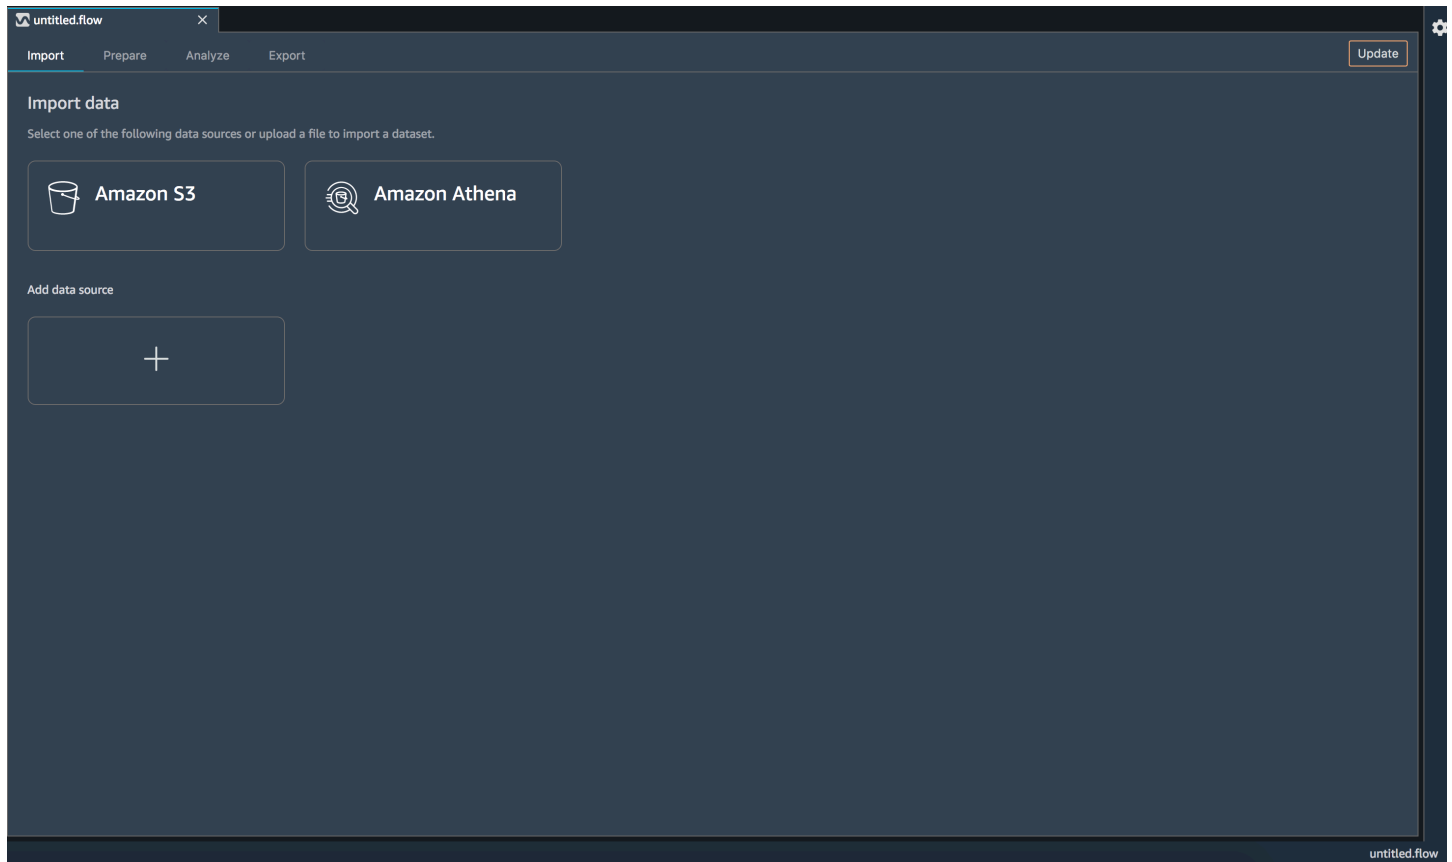 untitled.flow
Import Prepare Analyze Export Update
Import data
Select one of the following data sources or upload a file to import a dataset.
Amazon S3 Amazon Athena
Add data source
untitled.flow